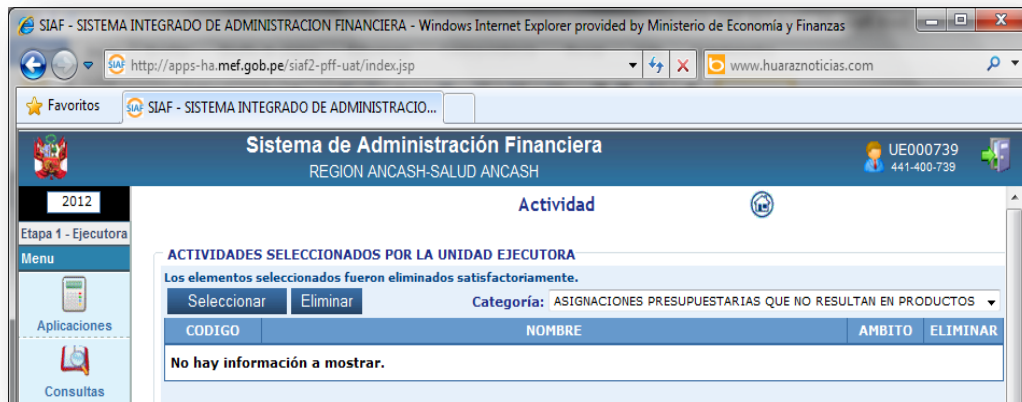 SIAF - SISTEMA INTEGRADO DE ADMINISTRACION FINANCIERA - Windows Internet Explorer provided by Ministerio de Economía y Finanzas
SIAF http://apps-ha.mef.gob.pe/siaf2-pff-uat/index.jsp www.huaraznoticias.com
Favoritos SIAF SIAF - SISTEMA INTEGRADO DE ADMINISTRACIO...
Sistema de Administración Financiera
REGION ANCASH-SALUD ANCASH
UE000739
441-400-739
2012
Actividad
Etapa 1 - Ejecutora
Menu
ACTIVIDADES SELECCIONADOS POR LA UNIDAD EJECUTORA
Los elementos seleccionados fueron eliminados satisfactoriamente.
Seleccionar Eliminar Categoría: ASIGNACIONES PRESUPUESTARIAS QUE NO RESULTAN EN PRODUCTOS
Aplicaciones
CODIGO NOMBRE AMBITO ELIMINAR
No hay información a mostrar.
Consultas